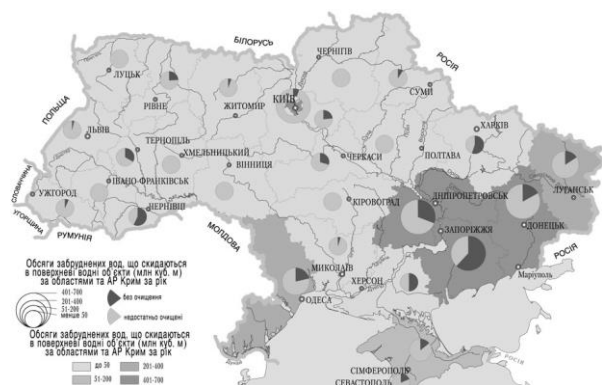 БІЛОРУСЬ
ЧЕРНІГІВ
РОСІЯ
ЛУЦЬК
РІВНЕ
КИЇВ
СУМИ
ПОЛЬЩА
ЖИТОМИР
ЛЬВІВ
ХАРКІВ
ТЕРНОПІЛЬ
ХМЕЛЬНИЦЬКИЙ
ПОЛТАВА
ЧЕРКАСИ
ВІННИЦЯ
СЛОВАЧЧИНА
ІВАНО-ФРАНКІВСЬК
УЖГОРОД
ЛУГАНСЬК
КІРОВОГРАД
ДНІПРОПЕТРОВСЬК
УГОРЩИНА
ЧЕРНІВЦІ
РУМУНІЯ
МОЛДОВА
ЗАПОРІЖЖЯ
ДОНЕЦЬК
РОСІЯ
Маріуполь
МИКОЛАЇВ
ХЕРСОН
ОДЕСА
Обсяги забруднених вод, що скидаються
в поверхневі водні об'єкти (млн куб. м)
за областями та АР Крим за рік
401-700
201-400
51-200
менше 50
без очищення
недостатньо очищені
Обсяги забруднених вод, що скидаються
в поверхневі водні об'єкти (млн куб. м)
за областями та АР Крим за рік
до 50
201-400
51-200
401-700
РОСІЯ
СІМФЕРОПОЛЬ
СЕВАСТОПОЛЬ